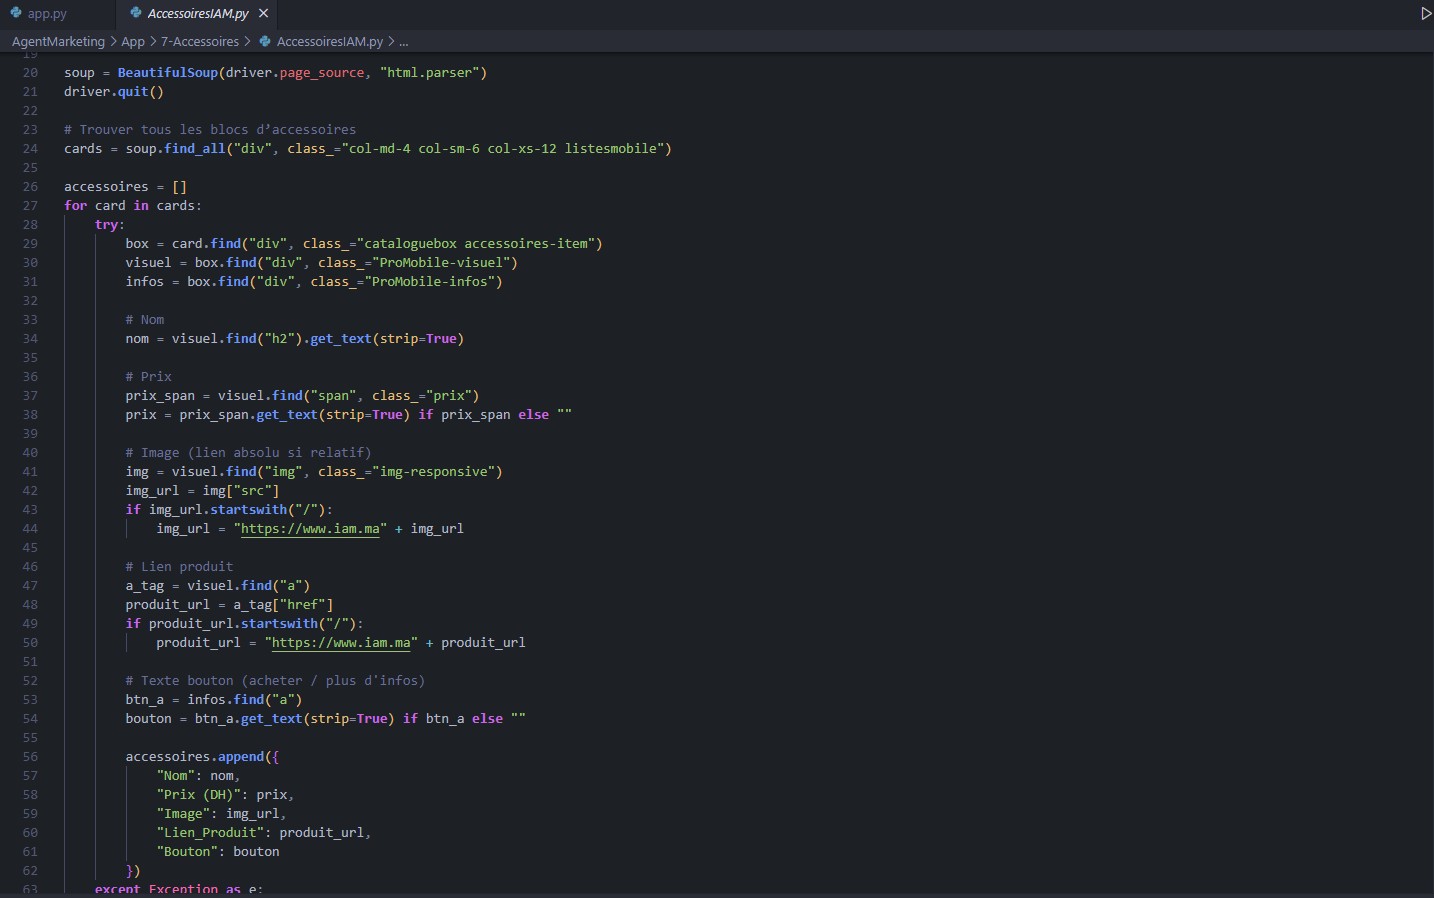 app.py
AccessoiresIAM.py
AgentMarketing > App > 7-Accessoires > AccessoiresIAM.py > ...
19
20 soup = BeautifulSoup(driver.page_source, "html.parser")
21 driver.quit()
22
23 # Trouver tous les blocs d’accessoires
24 cards = soup.find_all("div", class_="col-md-4 col-sm-6 col-xs-12 listesmobile")
25
26 accessoires = []
27 for card in cards:
28     try:
29         box = card.find("div", class_="cataloguebox accessoires-item")
30         visuel = box.find("div", class_="ProMobile-visuel")
31         infos = box.find("div", class_="ProMobile-infos")
32
33         # Nom
34         nom = visuel.find("h2").get_text(strip=True)
35
36         # Prix
37         prix_span = visuel.find("span", class_="prix")
38         prix = prix_span.get_text(strip=True) if prix_span else ""
39
40         # Image (lien absolu si relatif)
41         img = visuel.find("img", class_="img-responsive")
42         img_url = img["src"]
43         if img_url.startswith("/"):
44             img_url = "https://www.iam.ma" + img_url
45
46         # Lien produit
47         a_tag = visuel.find("a")
48         produit_url = a_tag["href"]
49         if produit_url.startswith("/"):
50             produit_url = "https://www.iam.ma" + produit_url
51
52         # Texte bouton (acheter / plus d'infos)
53         btn_a = infos.find("a")
54         bouton = btn_a.get_text(strip=True) if btn_a else ""
55
56         accessoires.append({
57             "Nom": nom,
58             "Prix (DH)": prix,
59             "Image": img_url,
60             "Lien_Produit": produit_url,
61             "Bouton": bouton
62         })
63     except Exception as e: